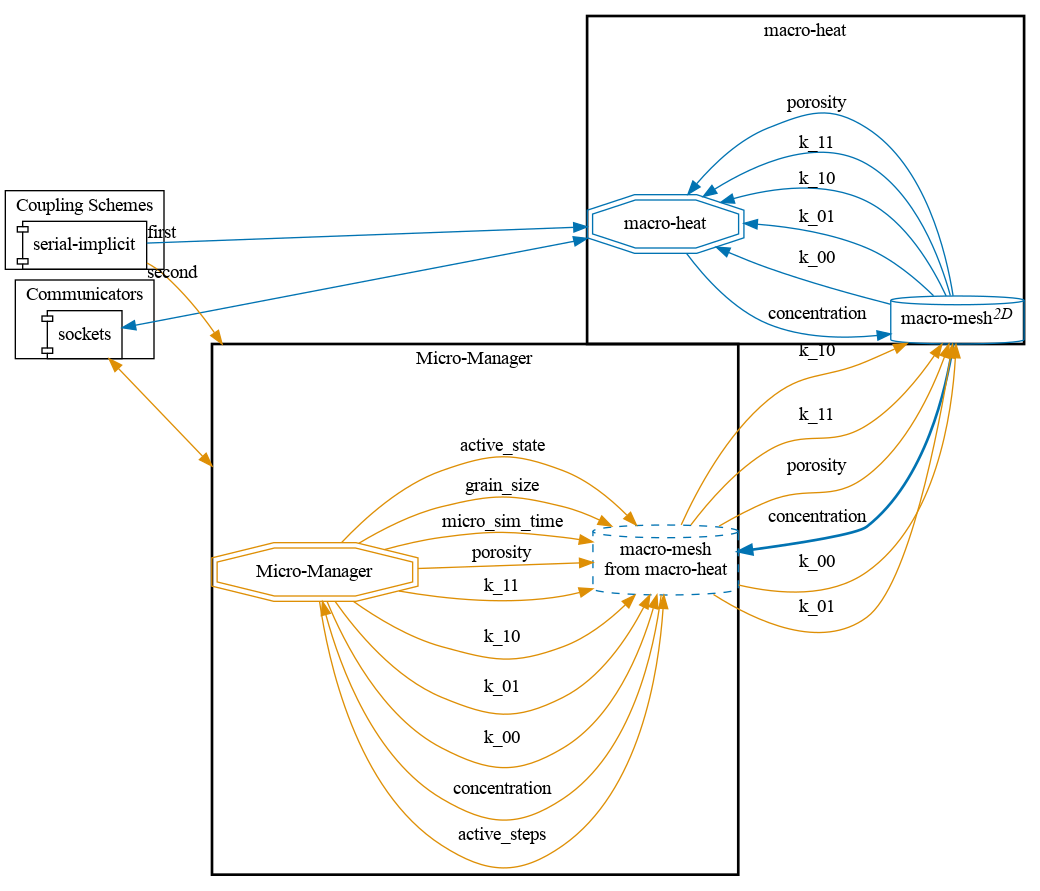 macro-heat
porosity
k_11
k_10
k_01
k_00
concentration
macro-heat
macro-mesh2D
Coupling Schemes
serial-implicit
first
second
Communicators
sockets
Micro-Manager
k_10
k_11
porosity
concentration
k_00
k_01
active_state
grain_size
micro_sim_time
porosity
k_11
k_10
k_01
k_00
concentration
active_steps
Micro-Manager
macro-mesh
from macro-heat